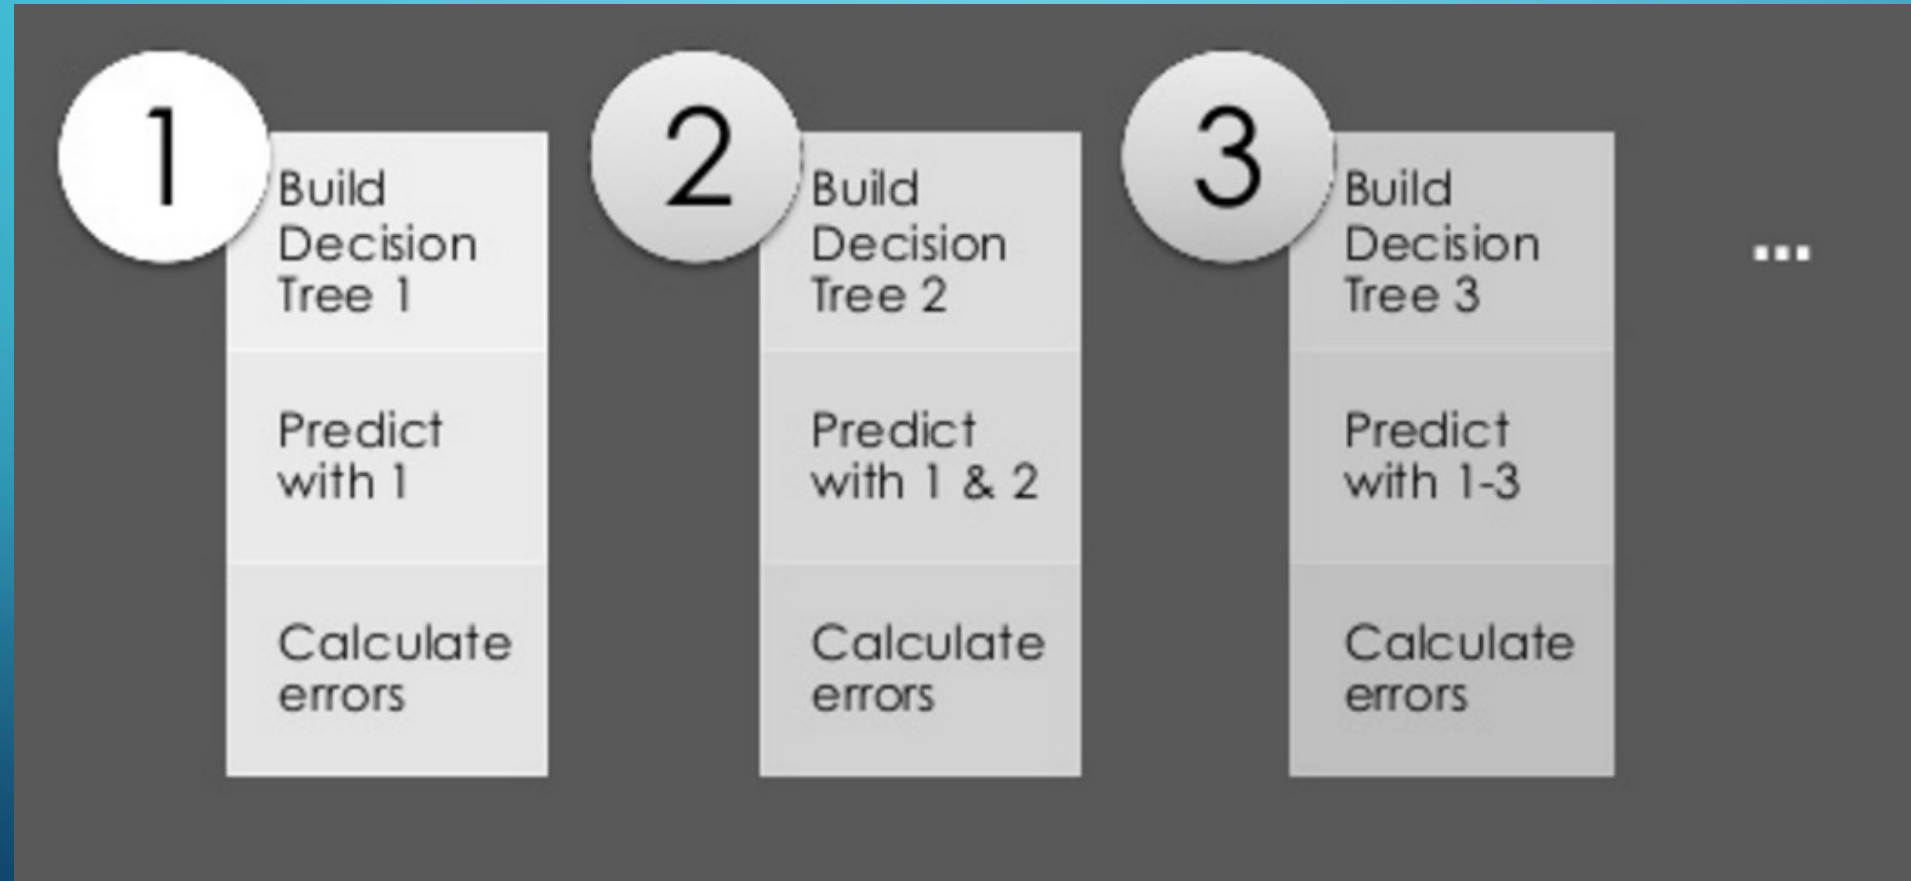 1
Build
Decision
Tree 1
Predict
with 1
Calculate
errors
2
Build
Decision
Tree 2
Predict
with 1 & 2
Calculate
errors
3
Build
Decision
Tree 3
Predict
with 1-3
Calculate
errors
...